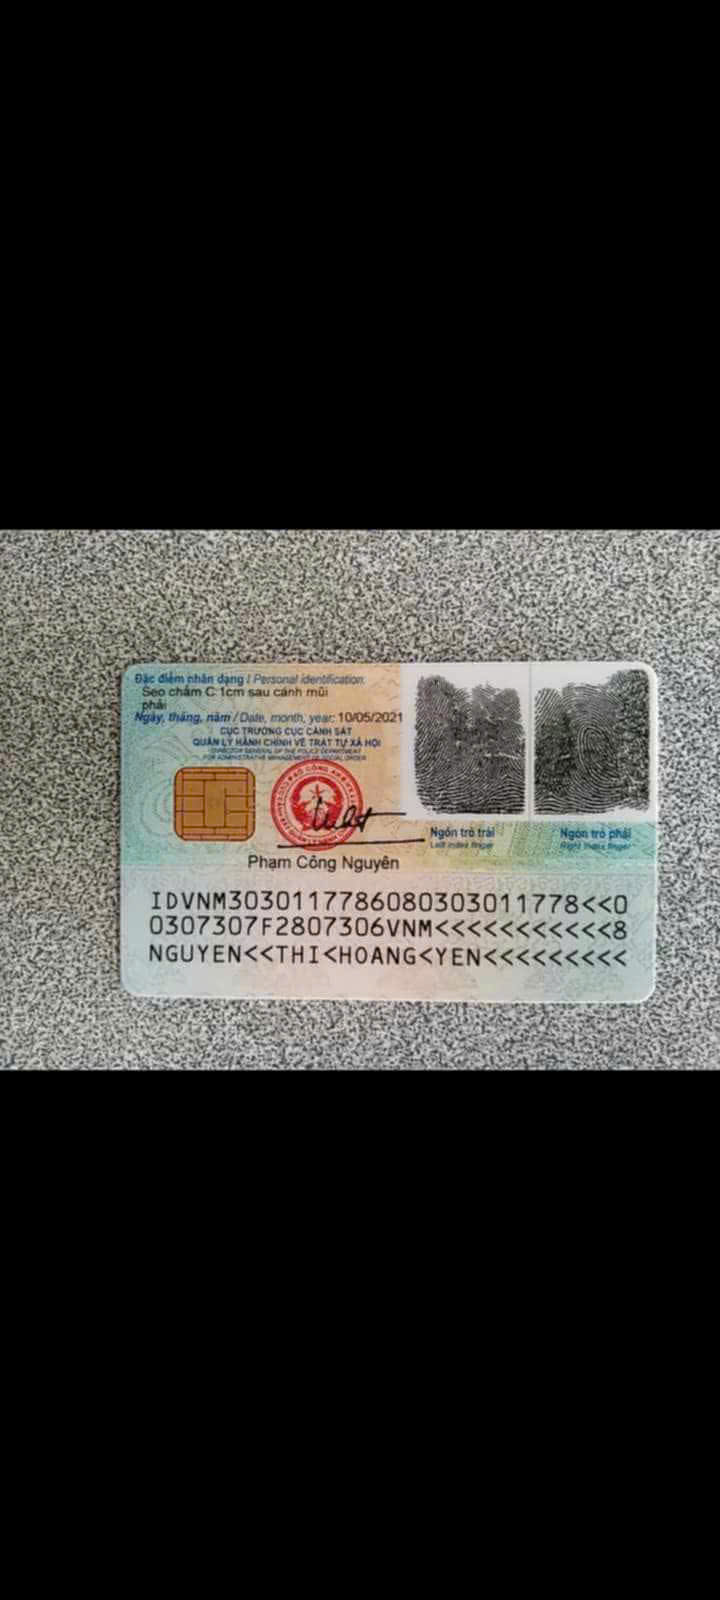 Đặc điểm nhân dạng / Personal identification:
Sẹo chấm C:1cm sau cánh mũi
phải
Ngày, tháng, năm / Date, month, year: 10/05/2021
CỤC TRƯỞNG CỤC CẢNH SÁT
QUẢN LÝ HÀNH CHÍNH VỀ TRẬT TỰ XÃ HỘI
DIRECTOR GENERAL OF THE POLICE DEPARTMENT
FOR ADMINISTRATIVE MANAGEMENT OF SOCIAL ORDER
Phạm Công Nguyên
Ngón trỏ trái
Left index finger
Ngón trỏ phải
Right index finger
IDVNM3030117786080303011778<<0
0307307F2807306VNM<<<<<<<<<<<8
NGUYEN<<THI<HOANG<YEN<<<<<<<<<